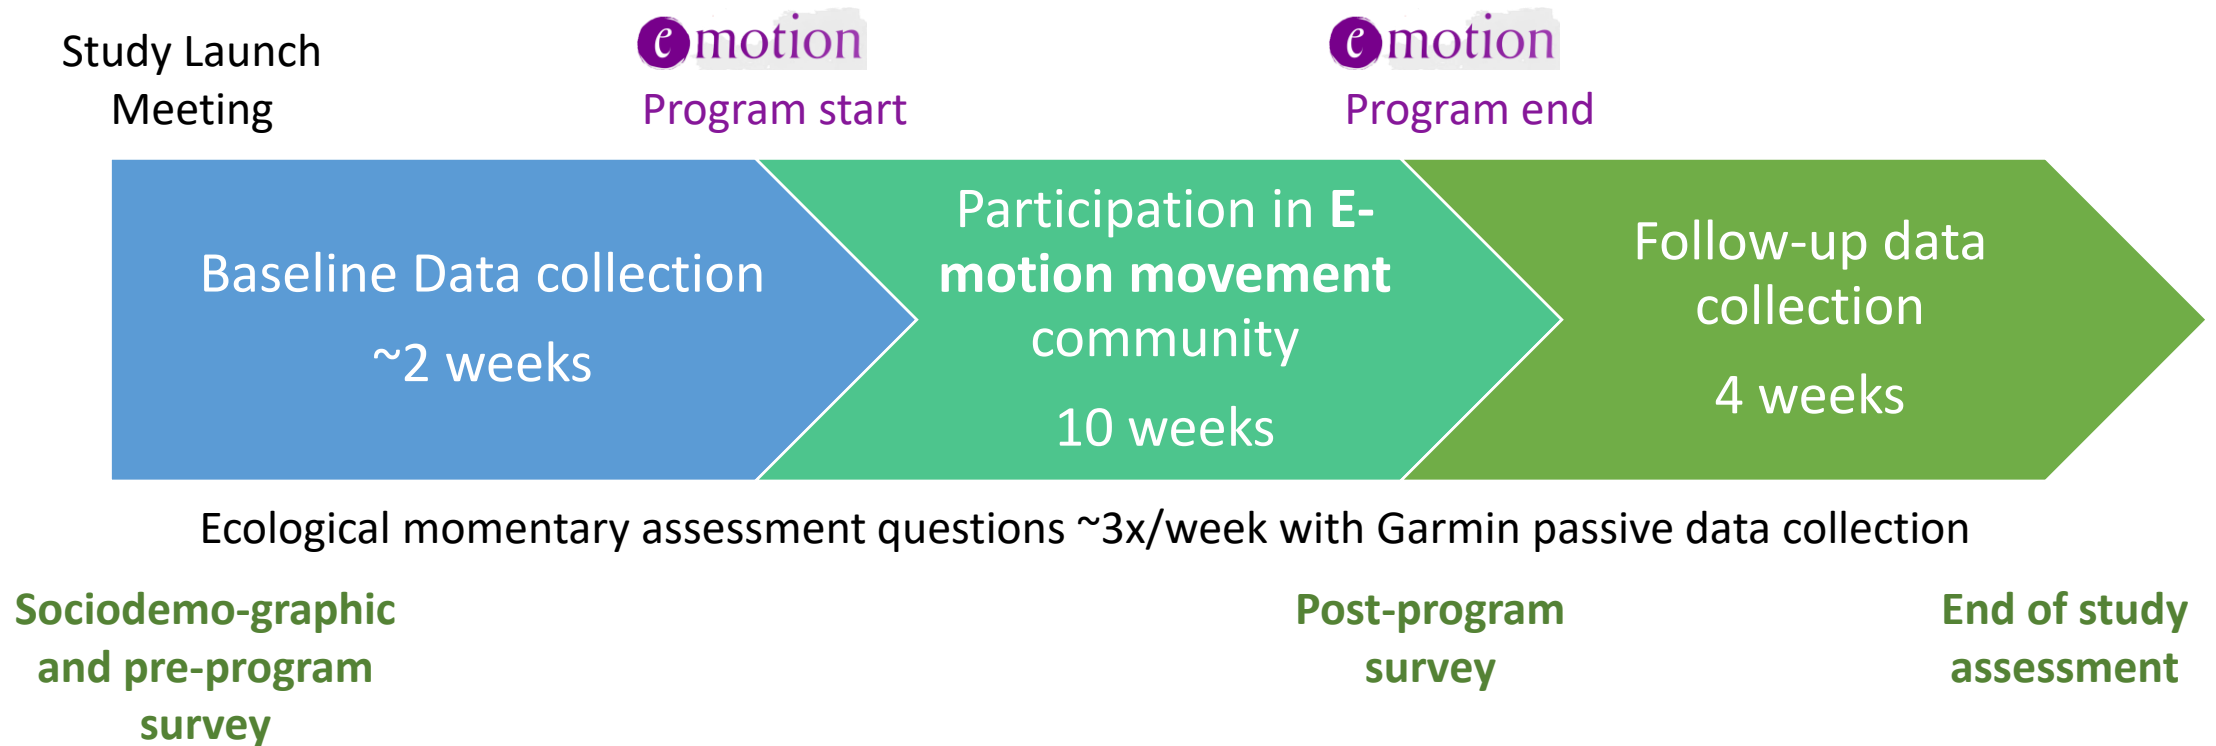 Study Launch
Meeting
e motion
Program start
e motion
Program end
Baseline Data collection
~2 weeks
Participation in E-
motion movement
community
10 weeks
Follow-up data
collection
4 weeks
Ecological momentary assessment questions ~3x/week with Garmin passive data collection
Sociodemo-graphic
and pre-program
survey
Post-program
survey
End of study
assessment